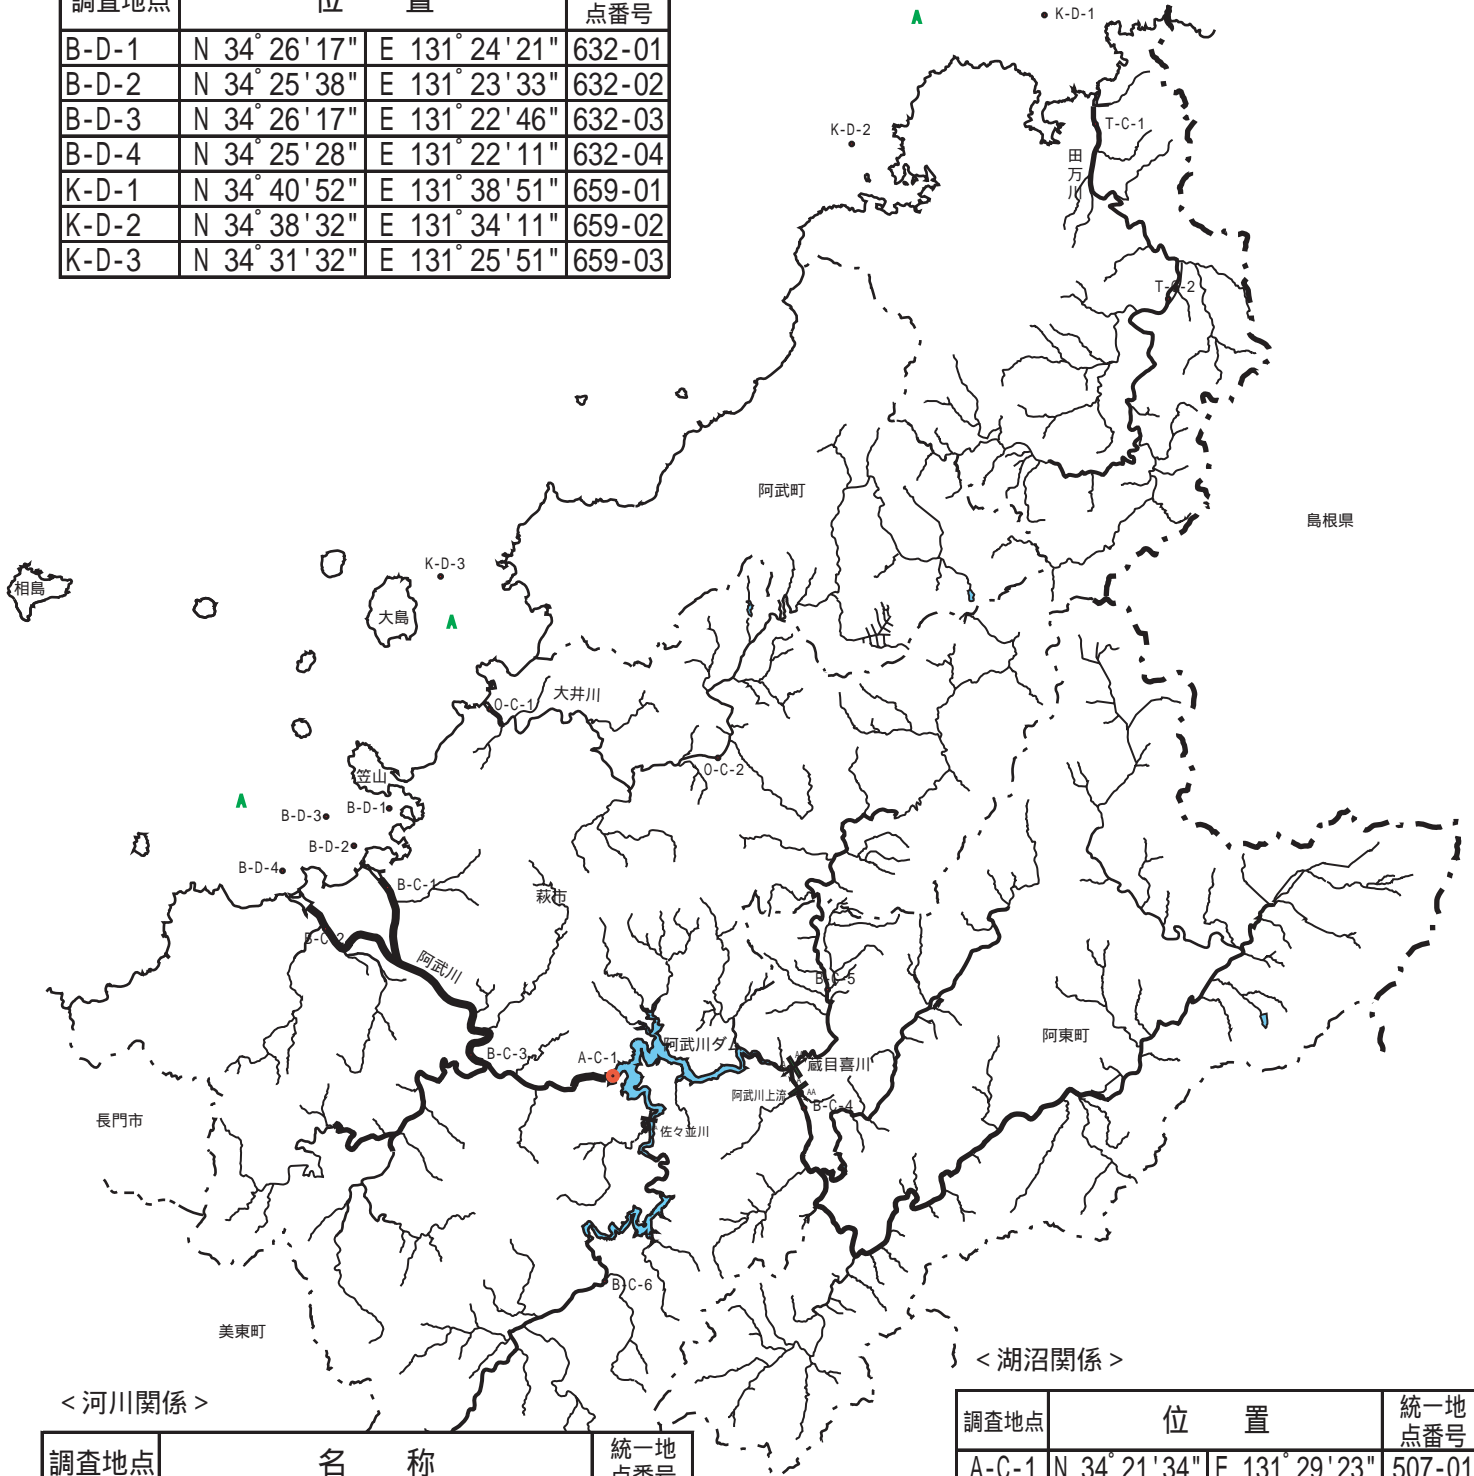 調査地点 位 置 点番号
B-D-1 N 34°26'17" E 131°24'21" 632-01
B-D-2 N 34°25'38" E 131°23'33" 632-02
B-D-3 N 34°26'17" E 131°22'46" 632-03
B-D-4 N 34°25'28" E 131°22'11" 632-04
K-D-1 N 34°40'52" E 131°38'51" 659-01
K-D-2 N 34°38'32" E 131°34'11" 659-02
K-D-3 N 34°31'32" E 131°25'51" 659-03
A
K-D-1
K-D-2
T-C-1
田万川
T-C-2
阿武町
島根県
K-D-3
相島
大島
A
大井川
O-C-1
O-C-2
笠山
A
B-D-1
B-D-3
B-D-2
B-D-4
B-C-1
萩市
B-C-2
阿武川
B-C-5
阿東町
阿武川ダム
B-C-3
A-C-1
蔵目喜川
阿武川上流
AA
B-C-4
長門市
佐々並川
B-C-6
美東町
<湖沼関係>
<河川関係>
調査地点 位 置 統一地
点番号
A-C-1 N 34°21'34" E 131°29'23" 507-01
調査地点 名 称 統一地
点番号